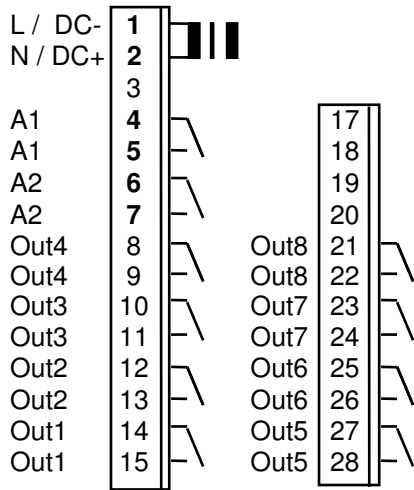 L / DC- 1
N / DC+ 2
3
A1 4
A1 5
A2 6
A2 7
Out4 8
Out4 9
Out3 10
Out3 11
Out2 12
Out2 13
Out1 14
Out1 15
17
18
19
20
Out8 21
Out8 22
Out7 23
Out7 24
Out6 25
Out6 26
Out5 27
Out5 28